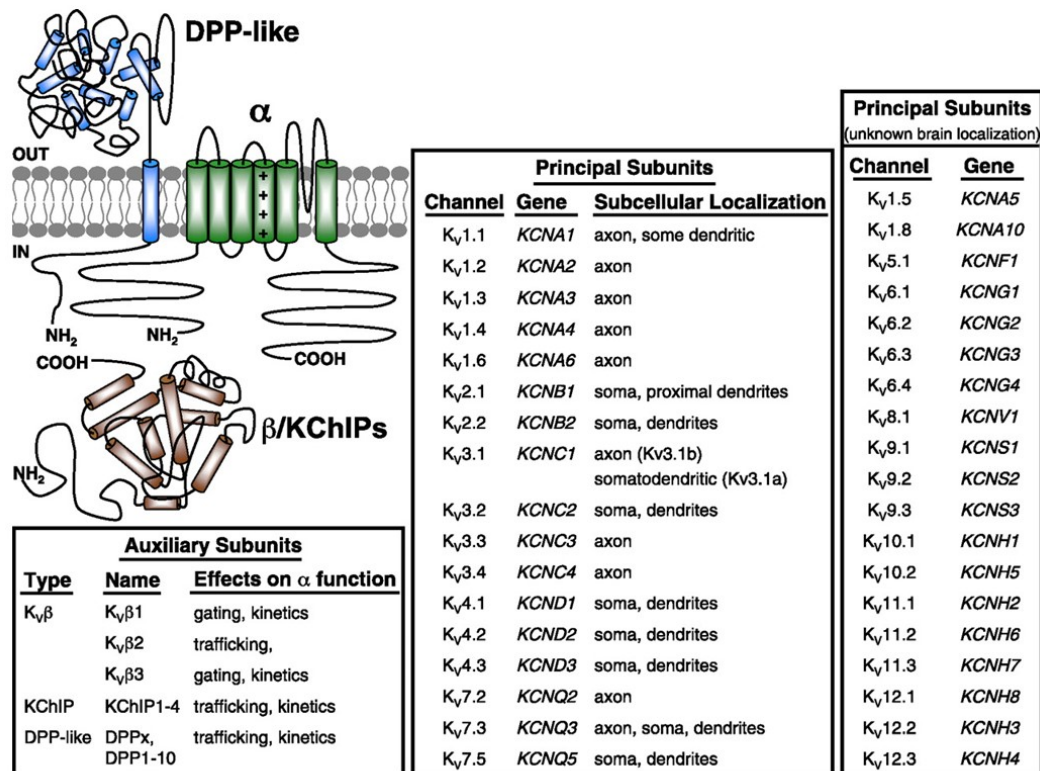 DPP-like
α
OUT
+
+
+
+
IN
NH2
NH2
COOH
COOH
β/KChIPs
NH2
Auxiliary Subunits
Type Name Effects on α function
Kvβ Kvβ1 gating, kinetics
Kvβ2 trafficking,
Kvβ3 gating, kinetics
KChIP KChIP1-4 trafficking, kinetics
DPP-like DPPx, trafficking, kinetics
DPP1-10
Principal Subunits
Channel Gene Subcellular Localization
Kv1.1 KCNA1 axon, some dendritic
Kv1.2 KCNA2 axon
Kv1.3 KCNA3 axon
Kv1.4 KCNA4 axon
Kv1.6 KCNA6 axon
Kv2.1 KCNB1 soma, proximal dendrites
Kv2.2 KCNB2 soma, dendrites
Kv3.1 KCNC1 axon (Kv3.1b)
somatodendritic (Kv3.1a)
Kv3.2 KCNC2 soma, dendrites
Kv3.3 KCNC3 axon
Kv3.4 KCNC4 axon
Kv4.1 KCND1 soma, dendrites
Kv4.2 KCND2 soma, dendrites
Kv4.3 KCND3 soma, dendrites
Kv7.2 KCNQ2 axon
Kv7.3 KCNQ3 axon, soma, dendrites
Kv7.5 KCNQ5 soma, dendrites
Principal Subunits
(unknown brain localization)
Channel Gene
Kv1.5 KCNA5
Kv1.8 KCNA10
Kv5.1 KCNF1
Kv6.1 KCNG1
Kv6.2 KCNG2
Kv6.3 KCNG3
Kv6.4 KCNG4
Kv8.1 KCNV1
Kv9.1 KCNS1
Kv9.2 KCNS2
Kv9.3 KCNS3
Kv10.1 KCNH1
Kv10.2 KCNH5
Kv11.1 KCNH2
Kv11.2 KCNH6
Kv11.3 KCNH7
Kv12.1 KCNH8
Kv12.2 KCNH3
Kv12.3 KCNH4